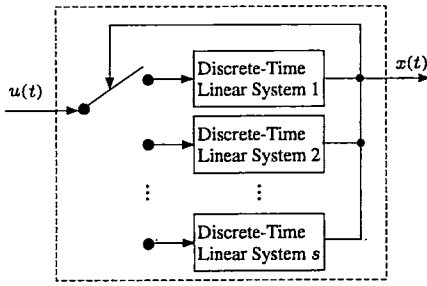 Discrete-Time
Linear System 1
x(t)
u(t)
Discrete-Time
Linear System 2
⋮ ⋮
Discrete-Time
Linear System s